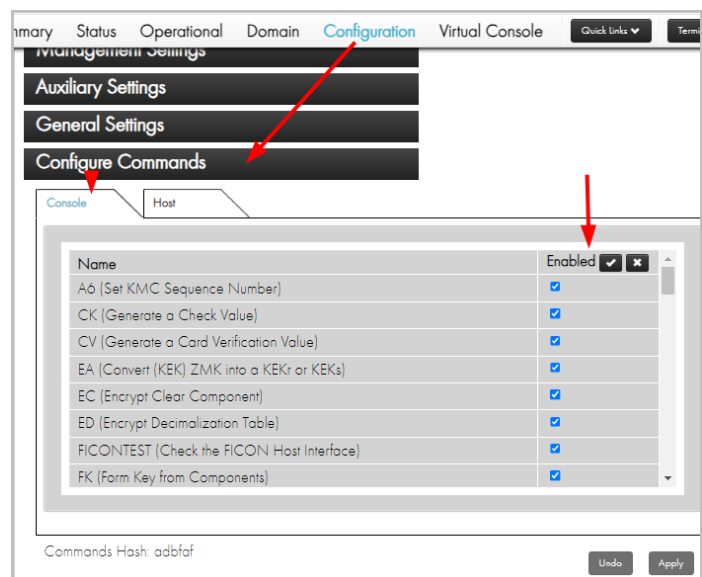 mmary Status Operational Domain Configuration Virtual Console Quick Links Termi
Management Settings
Auxiliary Settings
General Settings
Configure Commands
Console Host
Name Enabled
A6 (Set KMC Sequence Number)
CK (Generate a Check Value)
CV (Generate a Card Verification Value)
EA (Convert (KEK) ZMK into a KEKr or KEKs)
EC (Encrypt Clear Component)
ED (Encrypt Decimalization Table)
FICONTEST (Check the FICON Host Interface)
FK (Form Key from Components)
Commands Hash: adbfaf
Undo Apply